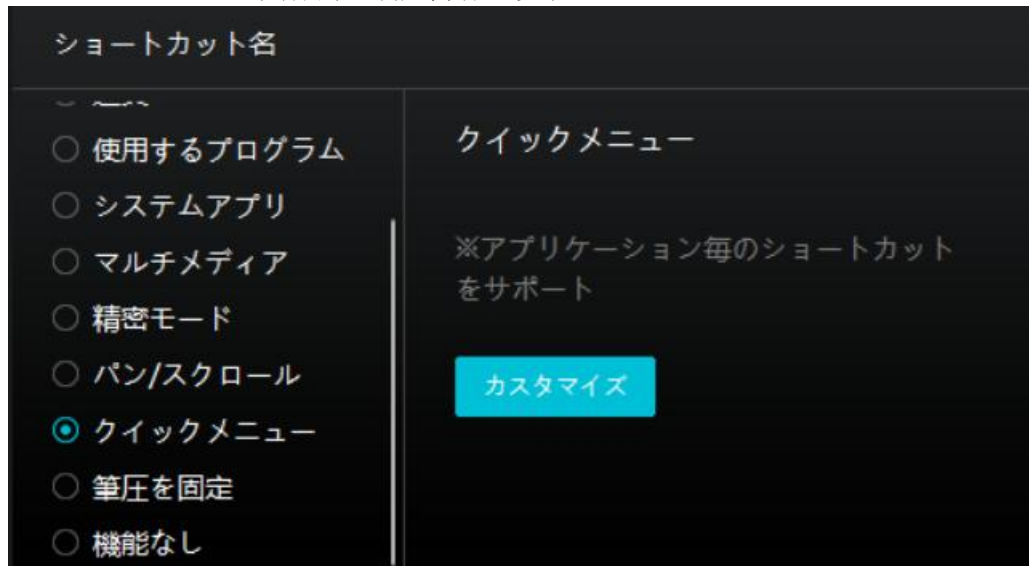 ショートカット名
使用するプログラム
システムアプリ
マルチメディア
精密モード
パン/スクロール
クイックメニュー
筆圧を固定
機能なし
クイックメニュー
※アプリケーション毎のショートカット
をサポート
カスタマイズ